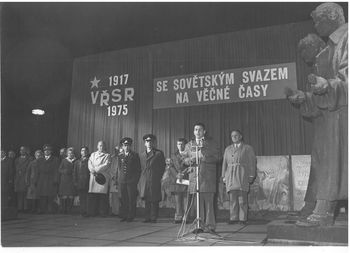 1917
VŘSR
1975
SE SOVĚTSKÝM SVAZEM
NA VĚČNÉ ČASY